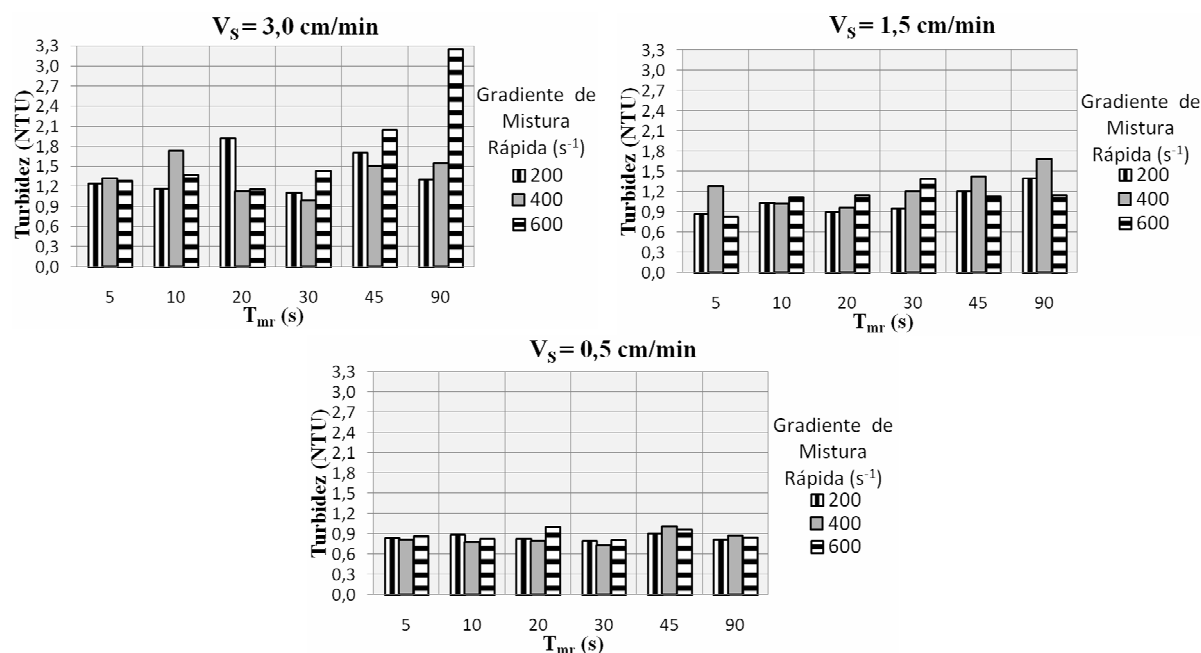 V_S = 3,0 cm/min
3,3
3,0
2,7
2,4
2,1
1,8
1,5
1,2
0,9
0,6
0,3
0,0
Turbidez (NTU)
5 10 20 30 45 90
T_mr (s)
Gradiente de
Mistura
Rápida (s⁻¹)
200
400
600
V_S = 1,5 cm/min
3,3
3,0
2,7
2,4
2,1
1,8
1,5
1,2
0,9
0,6
0,3
0,0
Turbidez (NTU)
5 10 20 30 45 90
T_mr (s)
Gradiente de
Mistura
Rápida (s⁻¹)
200
400
600
V_S = 0,5 cm/min
3,3
3,0
2,7
2,4
2,1
1,8
1,5
1,2
0,9
0,6
0,3
0,0
Turbidez (NTU)
5 10 20 30 45 90
T_mr (s)
Gradiente de
Mistura
Rápida (s⁻¹)
200
400
600